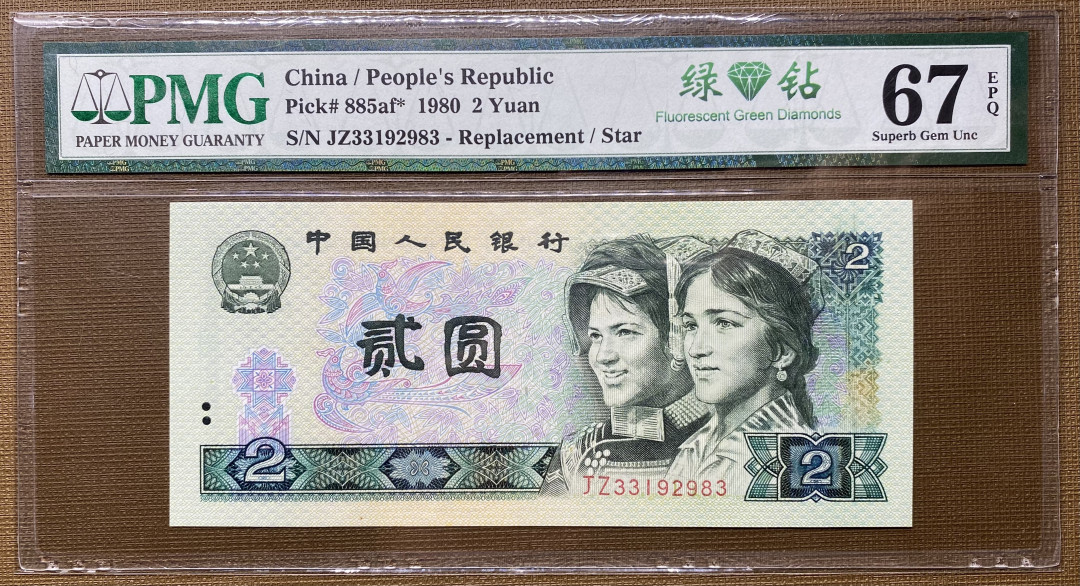 PMG
PAPER MONEY GUARANTY
China / People's Republic
Pick# 885af* 1980 2 Yuan
S/N JZ33192983 - Replacement / Star
绿 钻
Fluorescent Green Diamonds
67
EPQ
Superb Gem Unc
中国人民银行
2
贰圆
2
JZ33192983
2